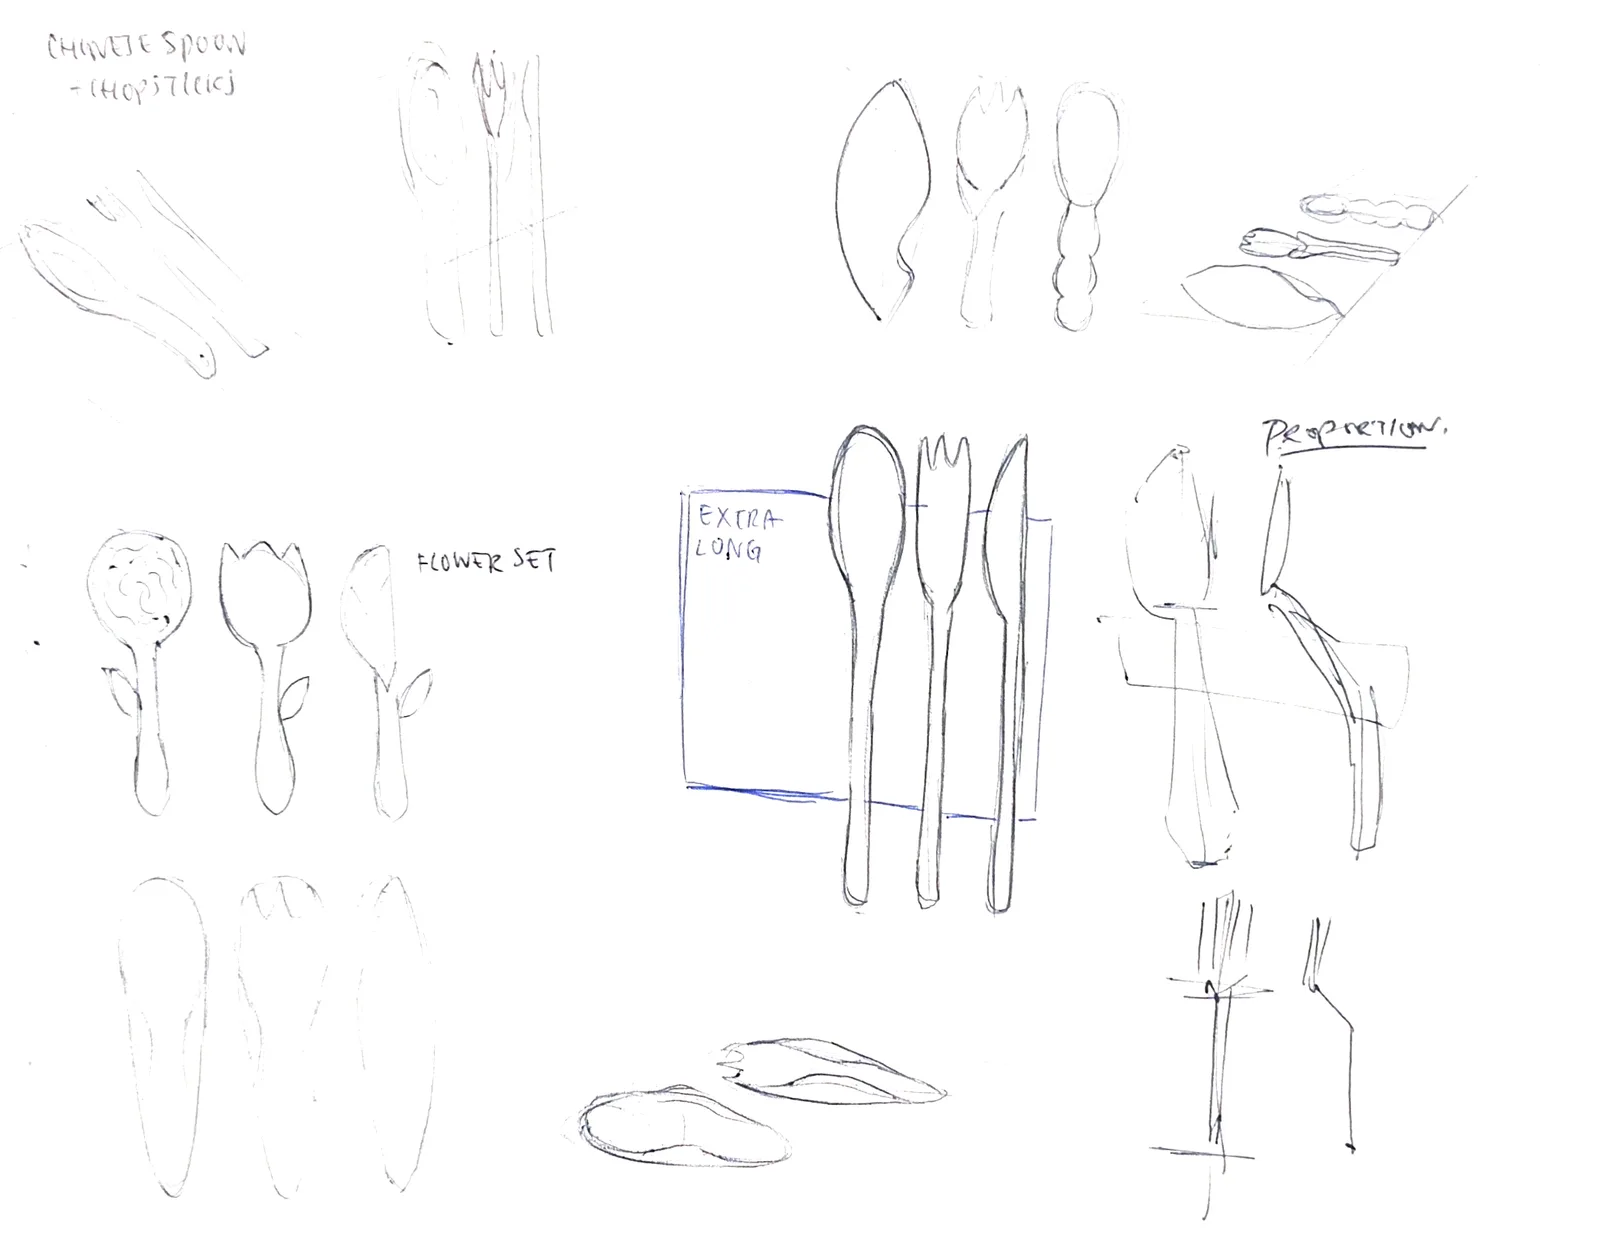 CHINESE SPOON
- CHOPSTICKS
PROPORTION.
EXTRA
LONG
FLOWER SET